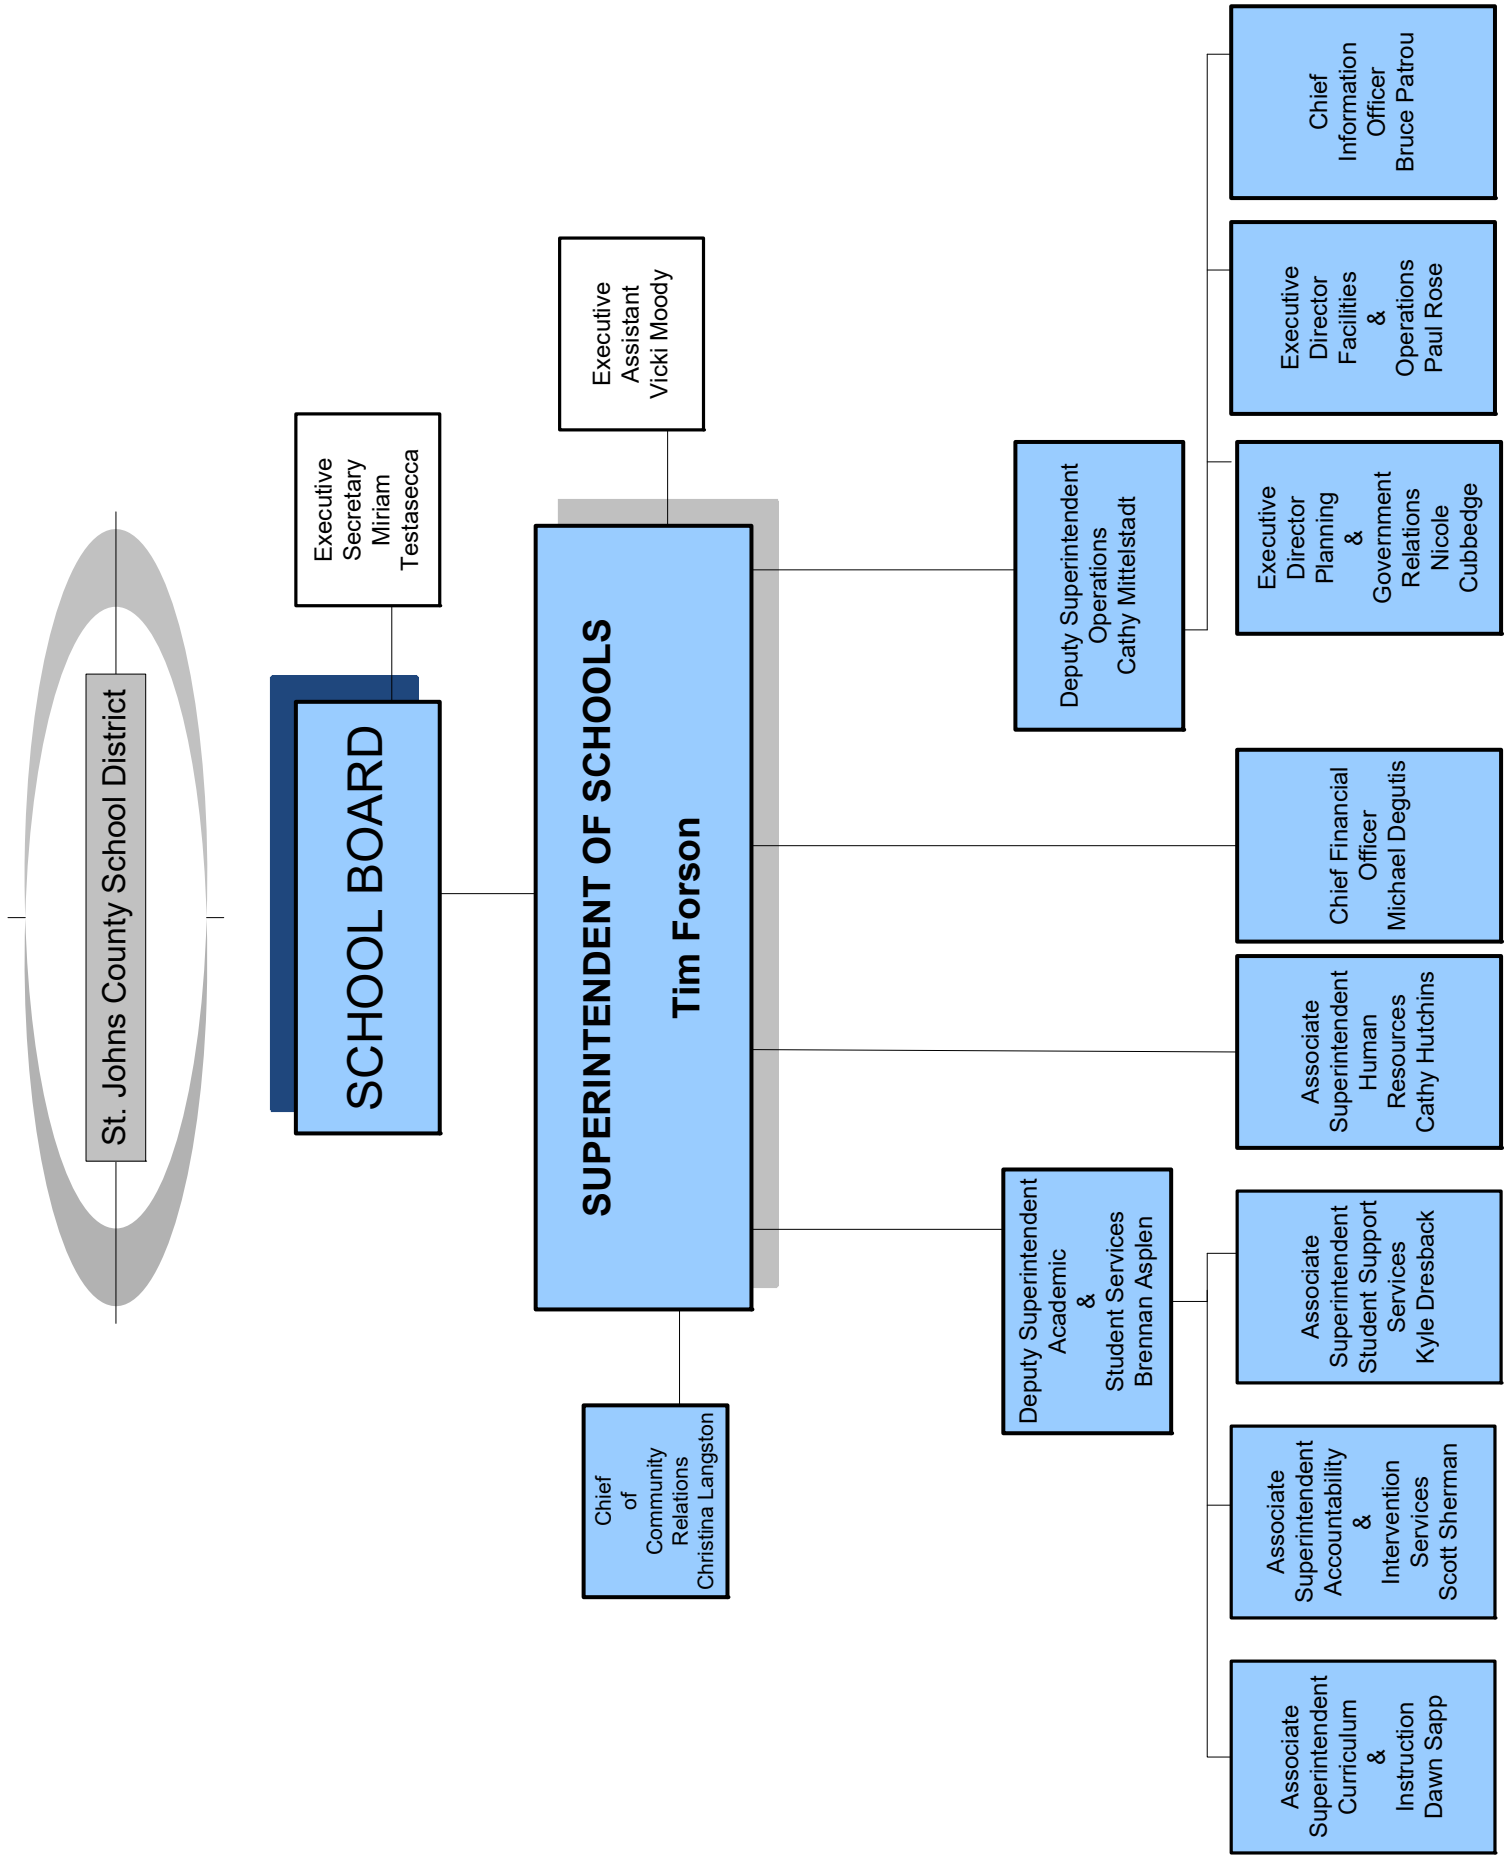 St. Johns County School District
SCHOOL BOARD
Executive
Secretary
Miriam
Testasecca
SUPERINTENDENT OF SCHOOLS
Tim Forson
Executive
Assistant
Vicki Moody
Chief
of
Community
Relations
Christina Langston
Deputy Superintendent
Academic
&
Student Services
Brennan Asplen
Deputy Superintendent
Operations
Cathy Mittelstadt
Associate
Superintendent
Curriculum
&
Instruction
Dawn Sapp
Associate
Superintendent
Accountability
&
Intervention
Services
Scott Sherman
Associate
Superintendent
Student Support
Services
Kyle Dresback
Associate
Superintendent
Human
Resources
Cathy Hutchins
Chief Financial
Officer
Michael Degutis
Executive
Director
Planning
&
Government
Relations
Nicole
Cubbedge
Executive
Director
Facilities
&
Operations
Paul Rose
Chief
Information
Officer
Bruce Patrou